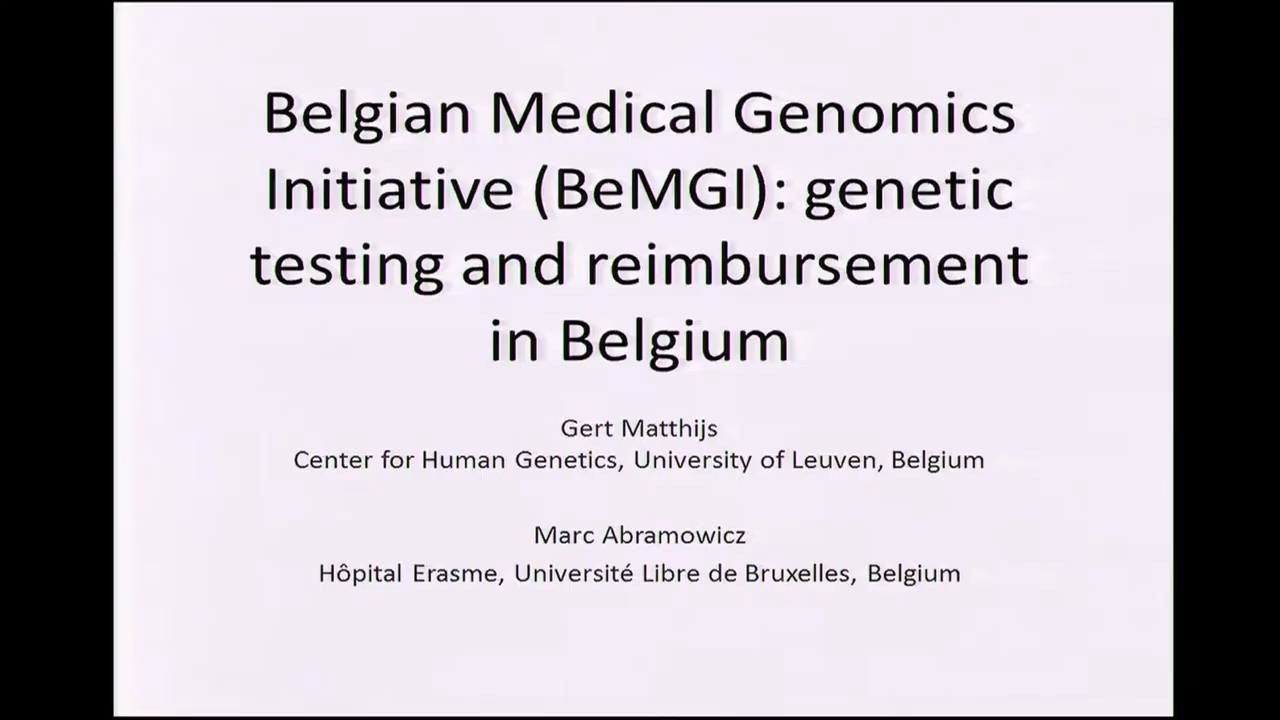 Belgian Medical Genomics
Initiative (BeMGI): genetic
testing and reimbursement
in Belgium
Gert Matthijs
Center for Human Genetics, University of Leuven, Belgium
Marc Abramowicz
Hôpital Erasme, Université Libre de Bruxelles, Belgium